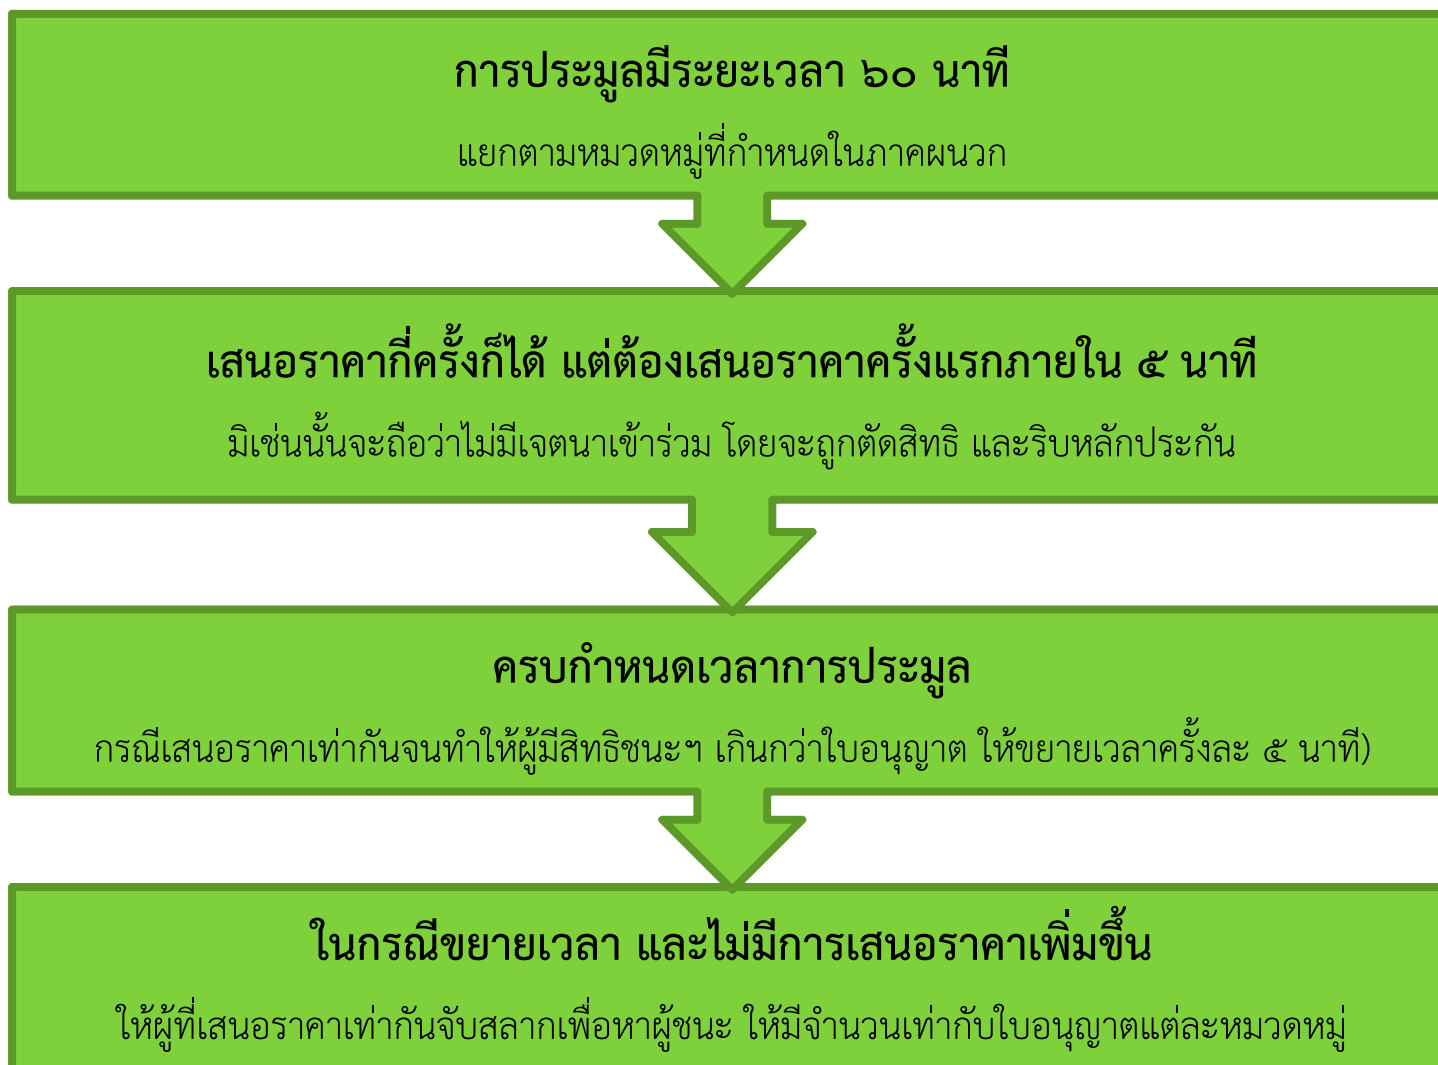 การประมูลมีระยะเวลา ๖๐ นาที
แยกตามหมวดหมู่ที่กำหนดในภาคผนวก
เสนอราคากี่ครั้งก็ได้ แต่ต้องเสนอราคาครั้งแรกภายใน ๕ นาที
มิเช่นนั้นจะถือว่าไม่มีเจตนาเข้าร่วม โดยจะถูกตัดสิทธิ และริบหลักประกัน
ครบกำหนดเวลาการประมูล
กรณีเสนอราคาเท่ากันจนทำให้ผู้มีสิทธิชนะฯ เกินกว่าใบอนุญาต ให้ขยายเวลาครั้งละ ๕ นาที)
ในกรณีขยายเวลา และไม่มีการเสนอราคาเพิ่มขึ้น
ให้ผู้ที่เสนอราคาเท่ากันจับสลากเพื่อหาผู้ชนะ ให้มีจำนวนเท่ากับใบอนุญาตแต่ละหมวดหมู่